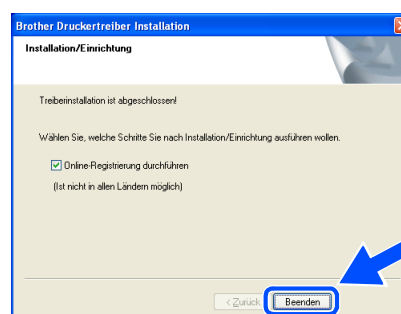 Brother Druckertreiber Installation
Installation/Einrichtung
Treiberinstallation ist abgeschlossen!
Wählen Sie, welche Schritte Sie nach Installation/Einrichtung ausführen wollen.
Online-Registrierung durchführen
(Ist nicht in allen Ländern möglich)
< Zurück
Beenden